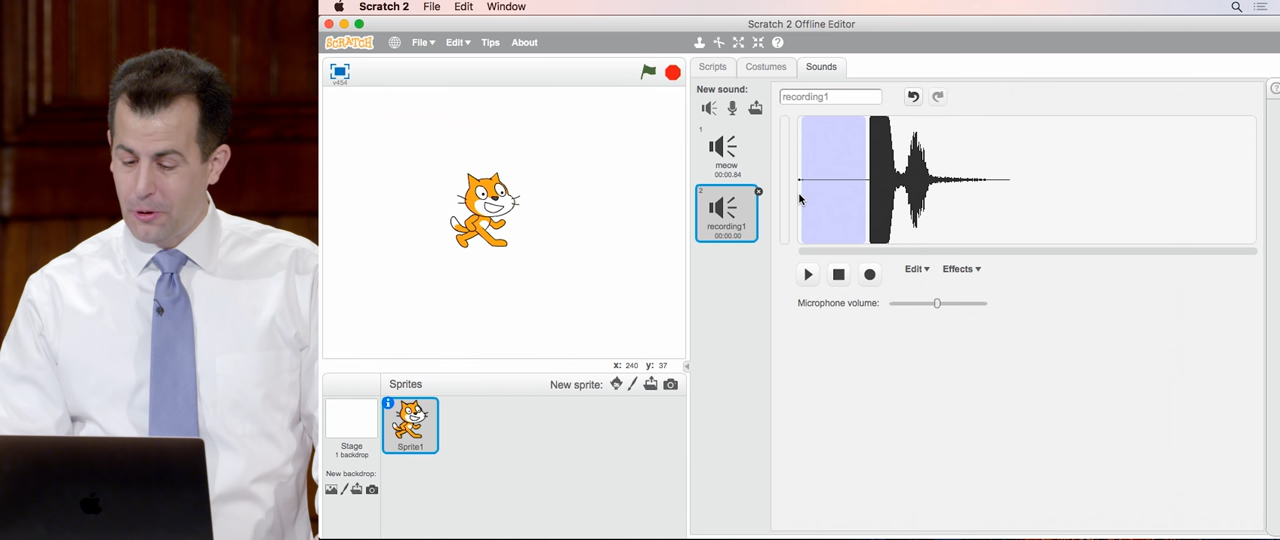 Scratch 2 File Edit Window
Scratch 2 Offline Editor
SCRATCH File Edit Tips About
v454
Scripts Costumes Sounds
New sound:
recording1
1
meow
00:00.84
2
recording1
00:00.00
Edit Effects
Microphone volume:
x: 240 y: 37
Sprites New sprite:
Stage
1 backdrop
New backdrop:
Sprite1